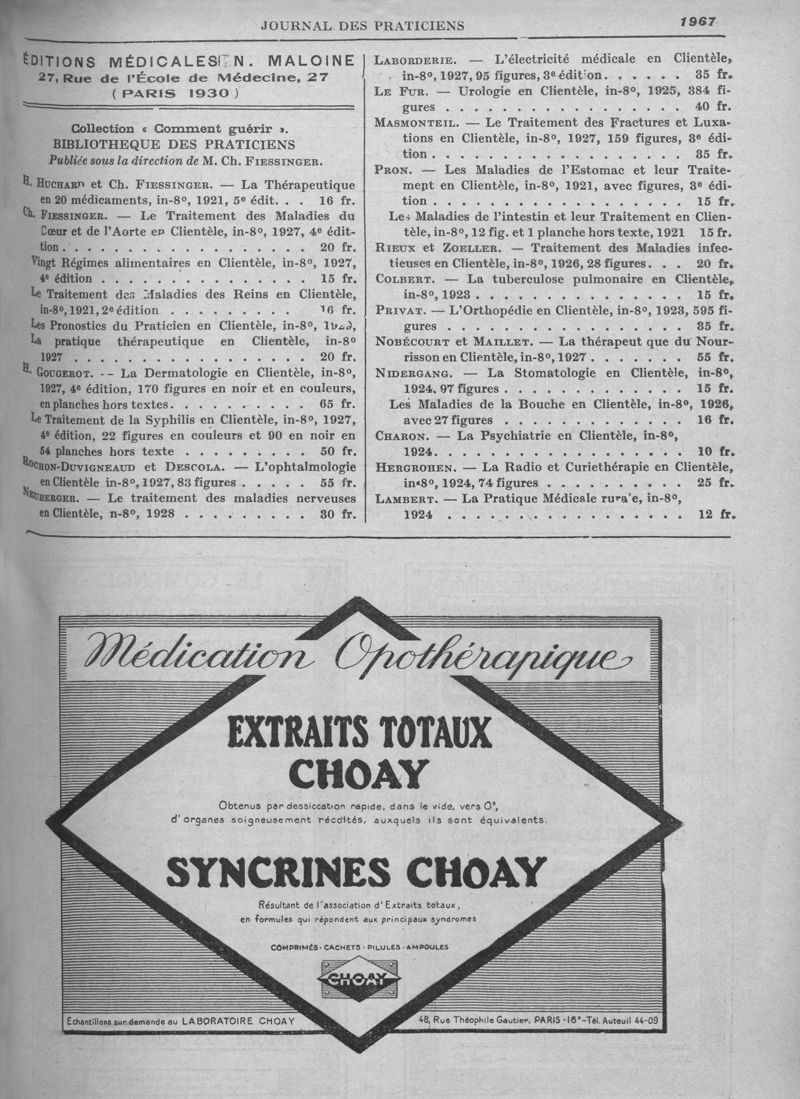 JOURNAL DES PRATICIENS 1967
ÉDITIONS MÉDICALES N. MALOINE
27, Rue de l'École de Médecine, 27
(PARIS 1930)
Collection « Comment guérir ».
BIBLIOTHEQUE DES PRATICIENS
Publiée sous la direction de M. Ch. FIESSINGER.
H. HUCHARD et Ch. FIESSINGER. — La Thérapeutique
en 20 médicaments, in-8°, 1921, 5e édit. . . 16 fr.
Ch. FIESSINGER. — Le Traitement des Maladies du
Cœur et de l'Aorte en Clientèle, in-8°, 1927, 4e édit-
tion . . . . . . . . . . . . . . . . . 20 fr.
Vingt Régimes alimentaires en Clientèle, in-8°, 1927,
4e édition . . . . . . . . . . . . . . . 15 fr.
Le Traitement des Maladies des Reins en Clientèle,
in-8°, 1921, 2e édition . . . . . . . . . 16 fr.
Les Pronostics du Praticien en Clientèle, in-8°,
La pratique thérapeutique en Clientèle, in-8°
1927 . . . . . . . . . . . . . . . . . 20 fr.
H. GOUGEROT. -- La Dermatologie en Clientèle, in-8°,
1927, 4e édition, 170 figures en noir et en couleurs,
en planches hors textes. . . . . . . . . . 65 fr.
Le Traitement de la Syphilis en Clientèle, in-8°, 1927,
4e édition, 22 figures en couleurs et 90 en noir en
54 planches hors texte . . . . . . . . . 50 fr.
ROCHON-DUVIGNEAUD et DESCOLA. — L'ophtalmologie
en Clientèle in-8°, 1927, 83 figures . . . . . 55 fr.
NEUBERGER. — Le traitement des maladies nerveuses
en Clientèle, n-8°, 1928 . . . . . . . . . 30 fr.
LABORDERIE. — L'électricité médicale en Clientèle,
in-8°, 1927, 95 figures, 3e édition. . . . . . 35 fr.
LE FUR. — Urologie en Clientèle, in-8°, 1925, 384 fi-
gures . . . . . . . . . . . . . . . . . 40 fr.
MASMONTEIL. — Le Traitement des Fractures et Luxa-
tions en Clientèle, in-8°, 1927, 159 figures, 3e édi-
tion . . . . . . . . . . . . . . . . . . 35 fr.
PRON. — Les Maladies de l'Estomac et leur Traite-
ment en Clientèle, in-8°, 1921, avec figures, 3e édi-
tion . . . . . . . . . . . . . . . . . . 15 fr.
Les Maladies de l'intestin et leur Traitement en Clien-
tèle, in-8°, 12 fig. et 1 planche hors texte, 1921 15 fr.
RIEUX et ZOELLER. — Traitement des Maladies infec-
tieuses en Clientèle, in-8°, 1926, 28 figures. . . 20 fr.
COLBERT. — La tuberculose pulmonaire en Clientèle,
in-8°, 1923 . . . . . . . . . . . . . . . 15 fr.
PRIVAT. — L'Orthopédie en Clientèle, in-8°, 1923, 595 fi-
gures . . . . . . . . . . . . . . . . . 35 fr.
NOBÉCOURT et MAILLET. — La thérapeut que du Nour-
risson en Clientèle, in-8°, 1927 . . . . . . . 55 fr.
NIDERGANG. — La Stomatologie en Clientèle, in-8°,
1924, 97 figures . . . . . . . . . . . . . 15 fr.
Les Maladies de la Bouche en Clientèle, in-8°, 1926,
avec 27 figures . . . . . . . . . . . . . 16 fr.
CHARON. — La Psychiatrie en Clientèle, in-8°,
1924. . . . . . . . . . . . . . . . . . 10 fr.
HERGROHEN. — La Radio et Curiethérapie en Clientèle,
in-8°, 1924, 74 figures . . . . . . . . . . 25 fr.
LAMBERT. — La Pratique Médicale rura'e, in-8°,
1924 . . . . . . . . . . . . . . . . . 12 fr.
Médication Opothérapique
EXTRAITS TOTAUX
CHOAY
Obtenus par dessiccation rapide, dans le vide, vers 0°,
d'organes soigneusement récoltés, auxquels ils sont équivalents.
SYNCRINES CHOAY
Résultant de l'association d'Extraits totaux,
en formules qui répondent aux principaux syndromes
COMPRIMÉS - CACHETS - PILULES - AMPOULES
CHOAY
Échantillons sur demande au LABORATOIRE CHOAY 48, Rue Théophile Gautier, PARIS-16e-Tél. Auteuil 44-09